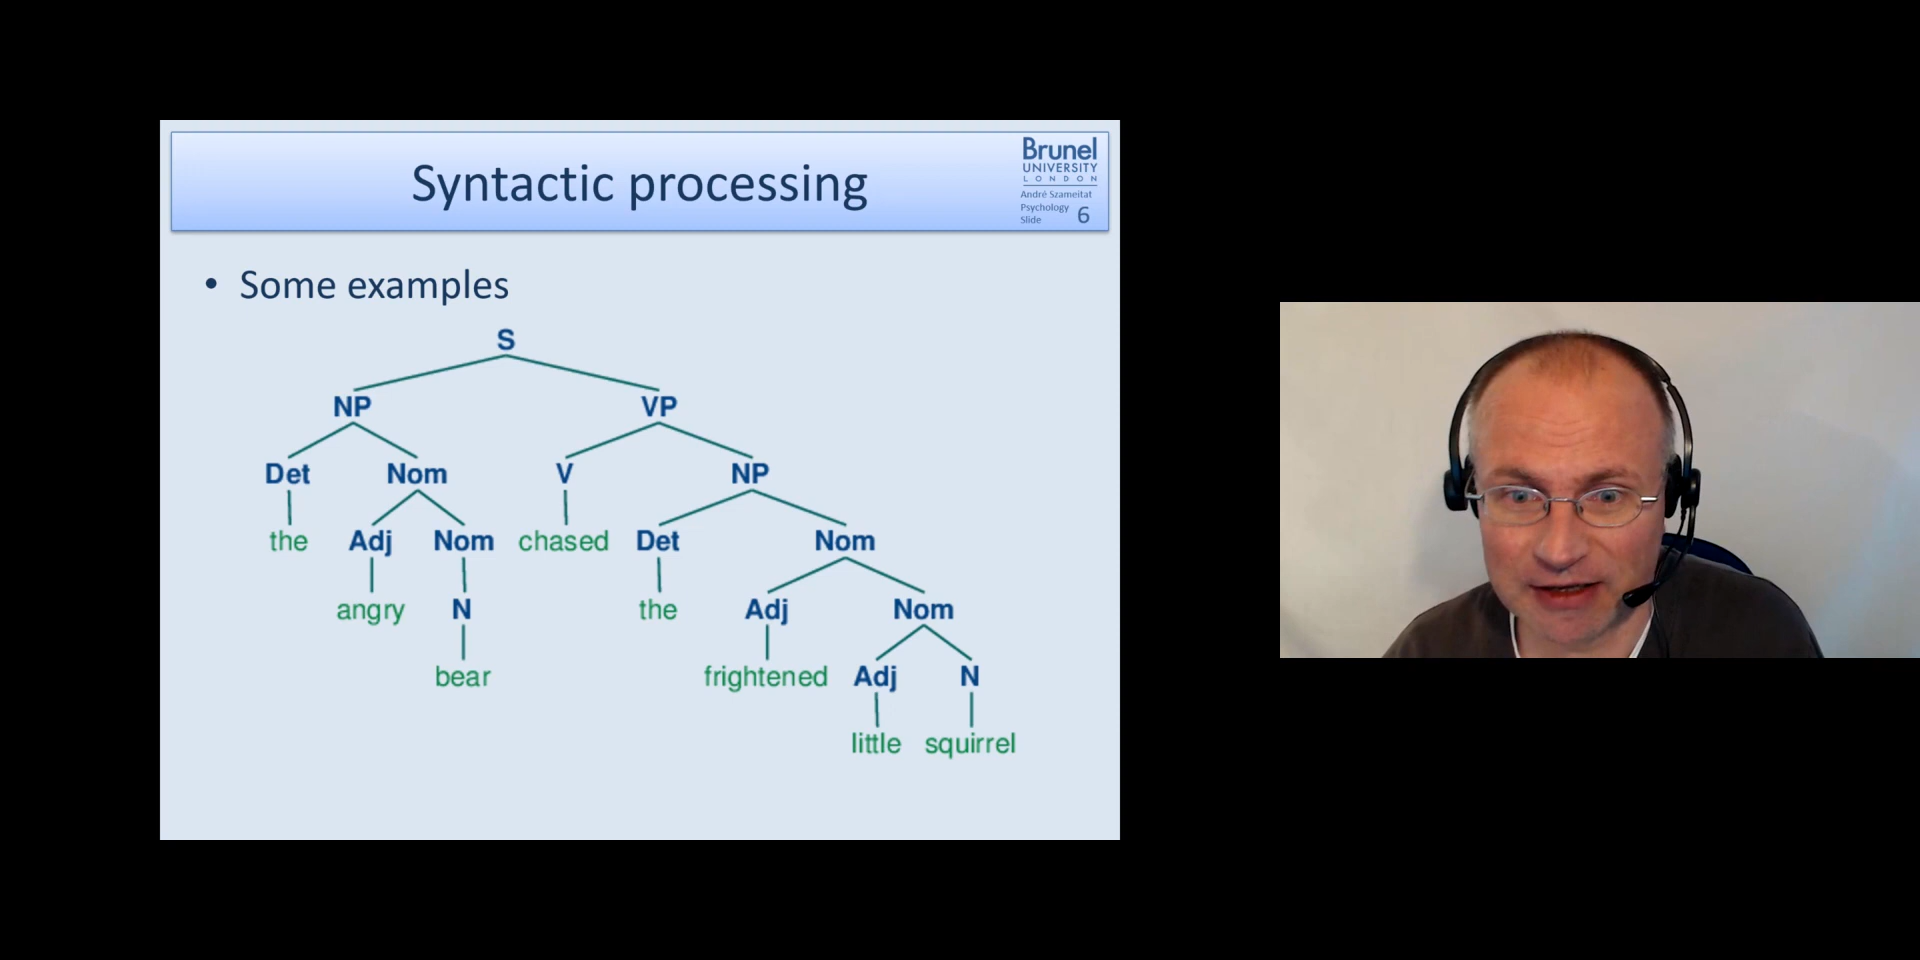 Syntactic processing
Brunel
UNIVERSITY
LONDON
André Szameitat
Psychology
Slide 6
• Some examples
S
NP VP
Det Nom V NP
the Adj Nom chased Det Nom
angry N the Adj Nom
bear frightened Adj N
little squirrel